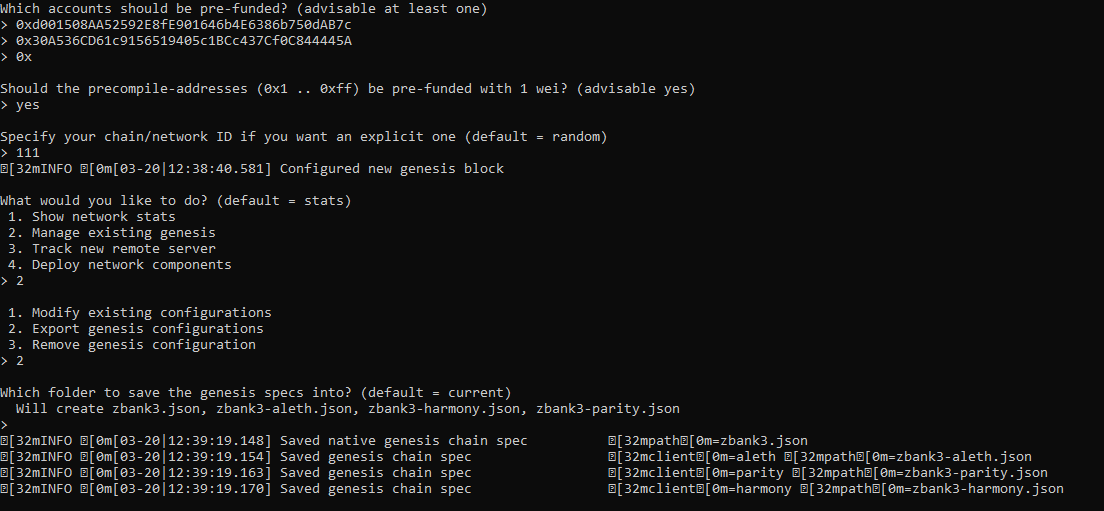 Which accounts should be pre-funded? (advisable at least one)
> 0xd001508AA52592E8fE901646b4E6386b750dAB7c
> 0x30A536CD61c9156519405c1BCc437Cf0C844445A
> 0x
Should the precompile-addresses (0x1 .. 0xff) be pre-funded with 1 wei? (advisable yes)
> yes
Specify your chain/network ID if you want an explicit one (default = random)
> 111
[32mINFO [0m[03-20|12:38:40.581] Configured new genesis block
What would you like to do? (default = stats)
1. Show network stats
2. Manage existing genesis
3. Track new remote server
4. Deploy network components
> 2
1. Modify existing configurations
2. Export genesis configurations
3. Remove genesis configuration
> 2
Which folder to save the genesis specs into? (default = current)
Will create zbank3.json, zbank3-aleth.json, zbank3-harmony.json, zbank3-parity.json
>
[32mINFO [0m[03-20|12:39:19.148] Saved native genesis chain spec [32mpath[0m=zbank3.json
[32mINFO [0m[03-20|12:39:19.154] Saved genesis chain spec [32mclient[0m=aleth [32mpath[0m=zbank3-aleth.json
[32mINFO [0m[03-20|12:39:19.163] Saved genesis chain spec [32mclient[0m=parity [32mpath[0m=zbank3-parity.json
[32mINFO [0m[03-20|12:39:19.170] Saved genesis chain spec [32mclient[0m=harmony [32mpath[0m=zbank3-harmony.json